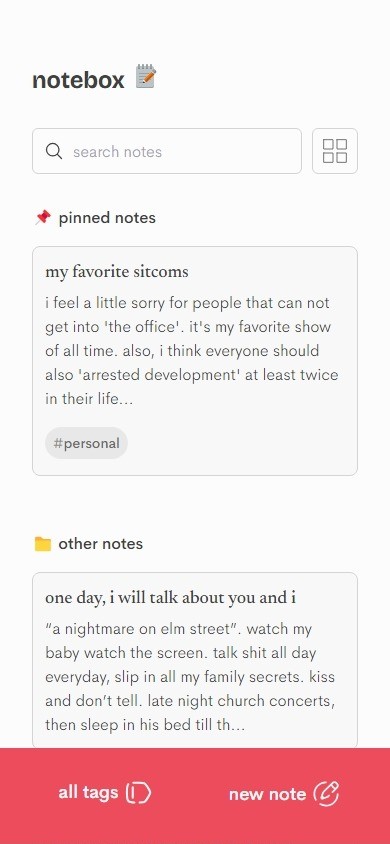 notebox
search notes
pinned notes
my favorite sitcoms
i feel a little sorry for people that can not
get into 'the office'. it's my favorite show
of all time. also, i think everyone should
also 'arrested development' at least twice
in their life...
#personal
other notes
one day, i will talk about you and i
“a nightmare on elm street”. watch my
baby watch the screen. talk shit all day
everyday, slip in all my family secrets. kiss
and don’t tell. late night church concerts,
then sleep in his bed till th...
all tags
new note